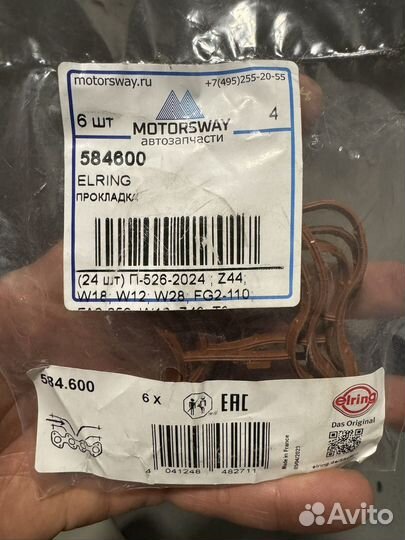 motorsway.ru
+7(495)255-20-55
6 шт
4
MOTORSWAY
автозапчасти
584600
ELRING
ПРОКЛАДКА
(24 шт) П-526-2024 ; Z44;
W18; W12; W28; FG2-110;
584.600
6 x
EAC
elring
Das Original
Made in France
4 041248 482711
Avito